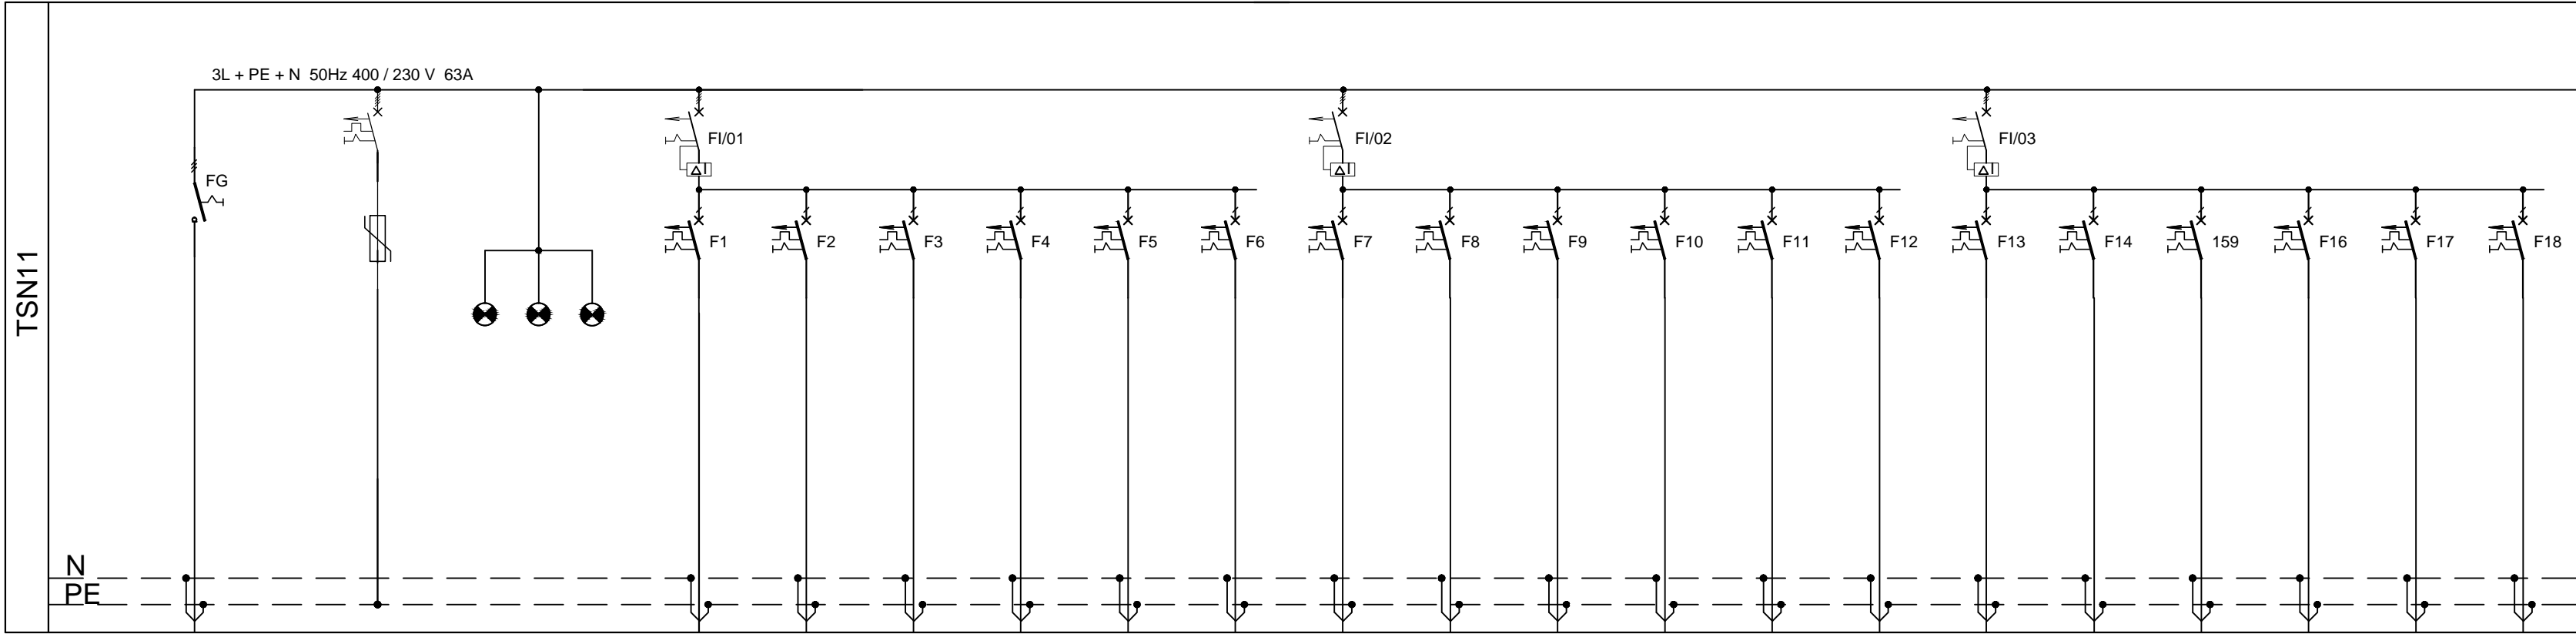 TSN11
3L + PE + N 50Hz 400 / 230 V 63A
FG
FI/01
FI/02
FI/03
F1
F2
F3
F4
F5
F6
F7
F8
F9
F10
F11
F12
F13
F14
159
F16
F17
F18
I
I
I
N
PE